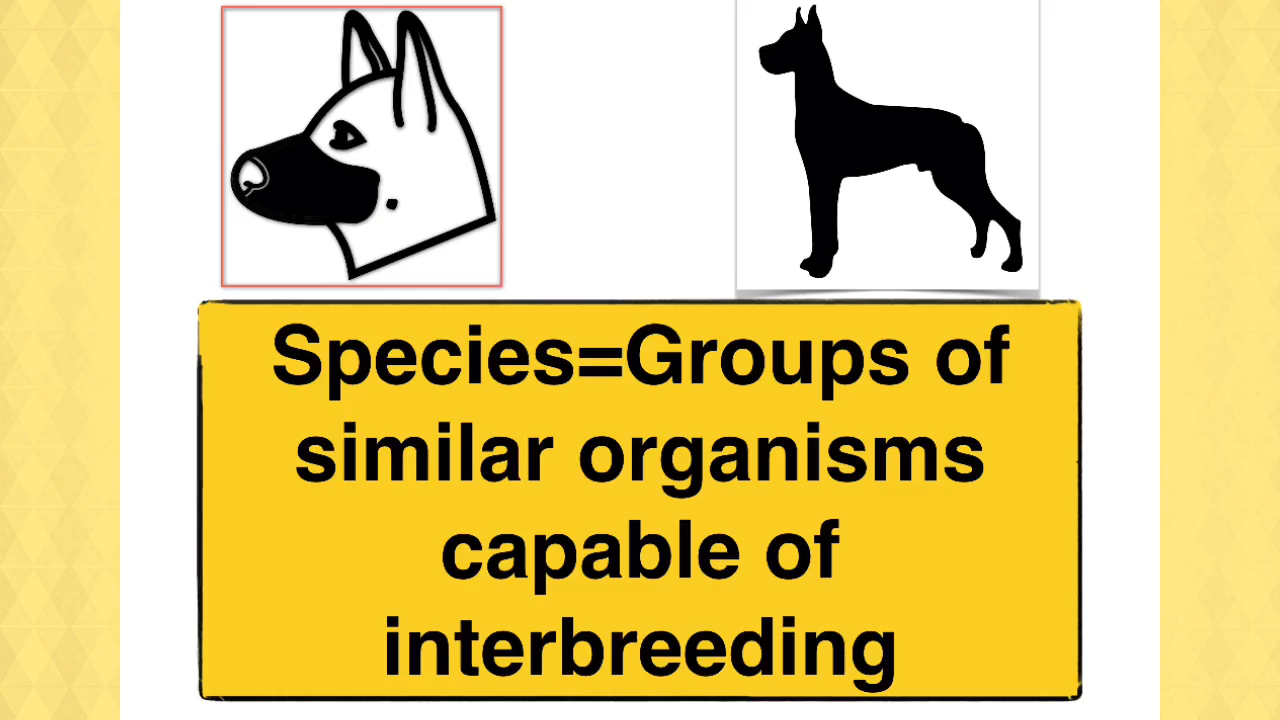 Species=Groups of
similar organisms
capable of
interbreeding